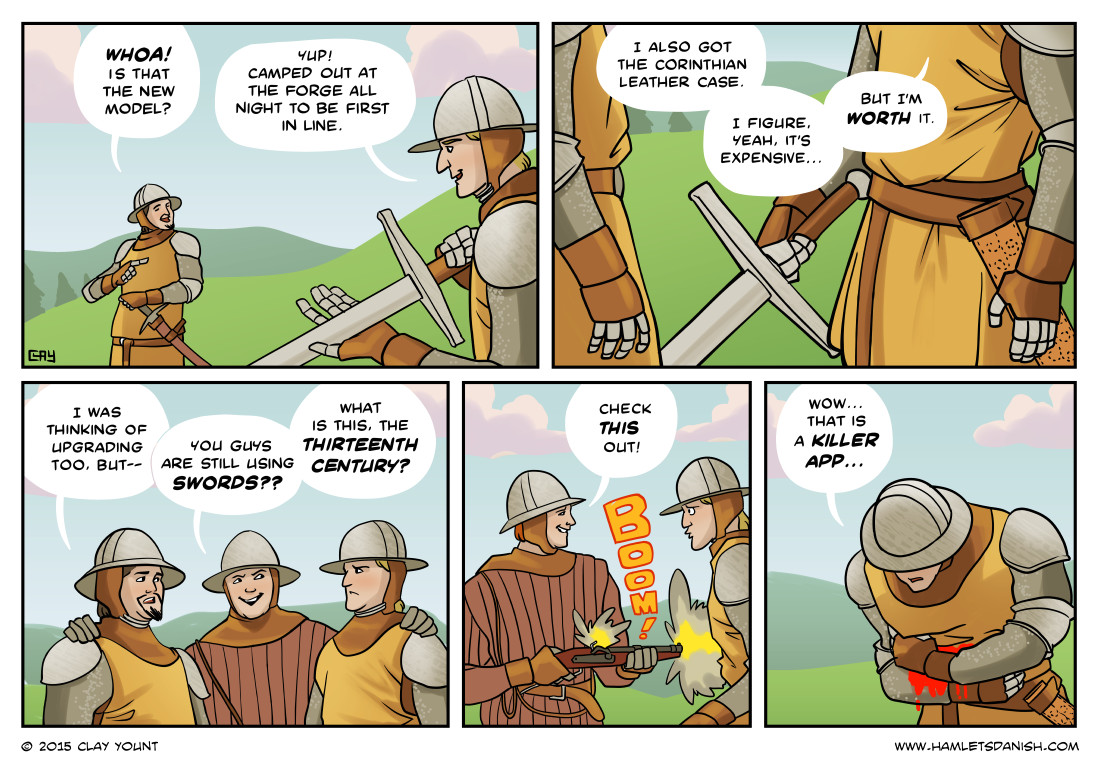 WHOA!
IS THAT
THE NEW
MODEL?
YUP!
CAMPED OUT AT
THE FORGE ALL
NIGHT TO BE FIRST
IN LINE.
CLAY
I ALSO GOT
THE CORINTHIAN
LEATHER CASE.
I FIGURE,
YEAH, IT'S
EXPENSIVE...
BUT I'M
WORTH IT.
I WAS
THINKING OF
UPGRADING
TOO, BUT--
YOU GUYS
ARE STILL USING
SWORDS??
WHAT
IS THIS, THE
THIRTEENTH
CENTURY?
CHECK
THIS
OUT!
BOOM!
WOW...
THAT IS
A KILLER
APP...
© 2015 CLAY YOUNT
WWW.HAMLETSDANISH.COM